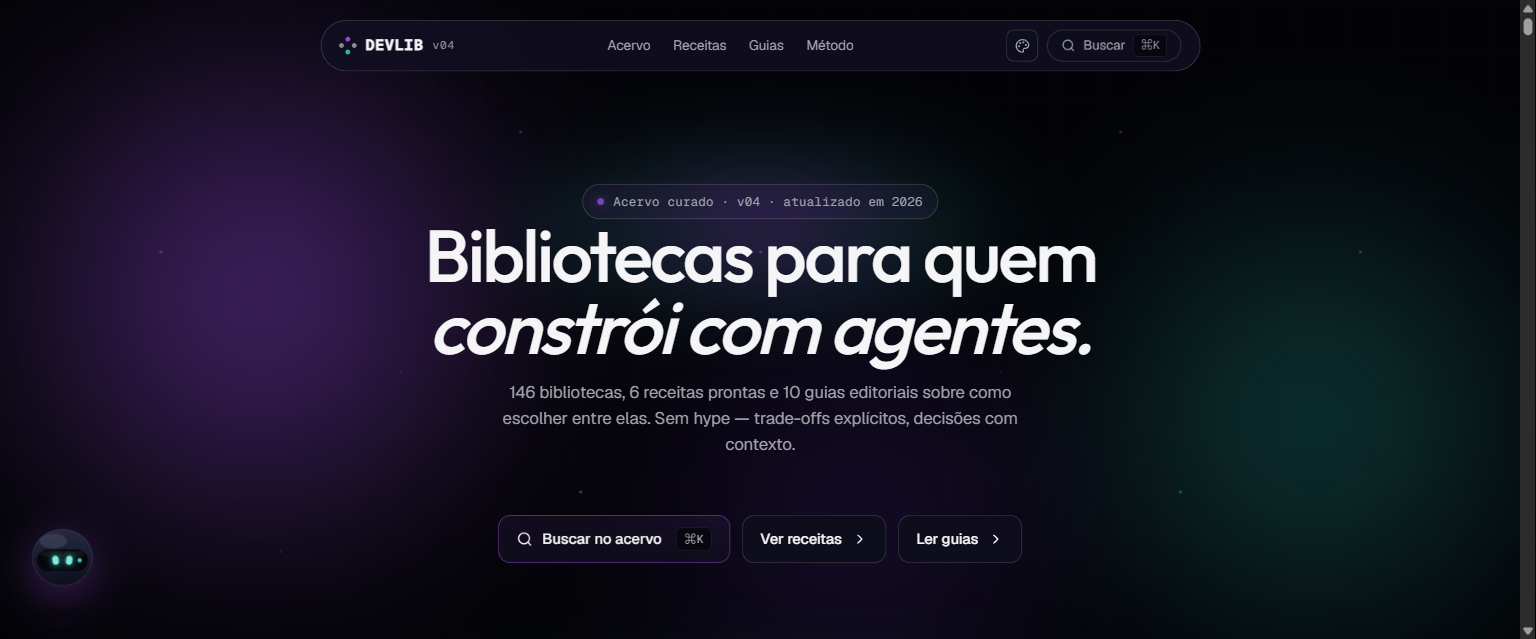 DEVLIB v04
Acervo Receitas Guias Método
Buscar ⌘K
Acervo curado · v04 · atualizado em 2026
Bibliotecas para quem
constrói com agentes.
146 bibliotecas, 6 receitas prontas e 10 guias editoriais sobre como
escolher entre elas. Sem hype — trade-offs explícitos, decisões com
contexto.
Buscar no acervo ⌘K
Ver receitas
Ler guias